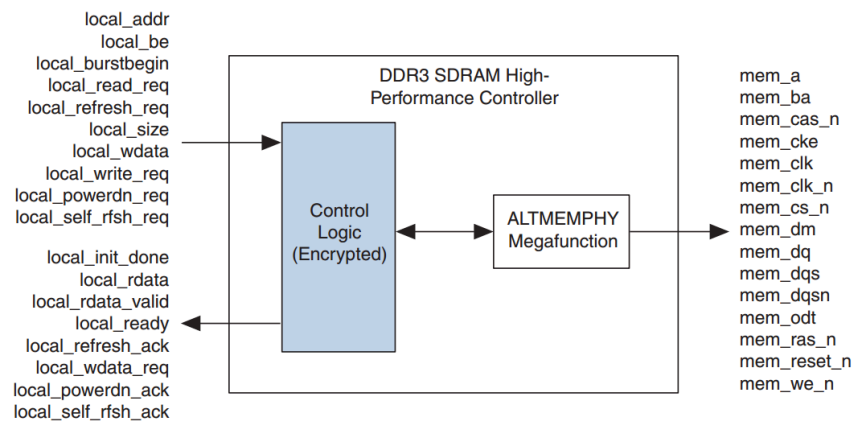 local_addr
local_be
local_burstbegin
local_read_req
local_refresh_req
local_size
local_wdata
local_write_req
local_powerdn_req
local_self_rfsh_req
local_init_done
local_rdata
local_rdata_valid
local_ready
local_refresh_ack
local_wdata_req
local_powerdn_ack
local_self_rfsh_ack
DDR3 SDRAM High-
Performance Controller
Control
Logic
(Encrypted)
ALTMEMPHY
Megafunction
mem_a
mem_ba
mem_cas_n
mem_cke
mem_clk
mem_clk_n
mem_cs_n
mem_dm
mem_dq
mem_dqs
mem_dqsn
mem_odt
mem_ras_n
mem_reset_n
mem_we_n